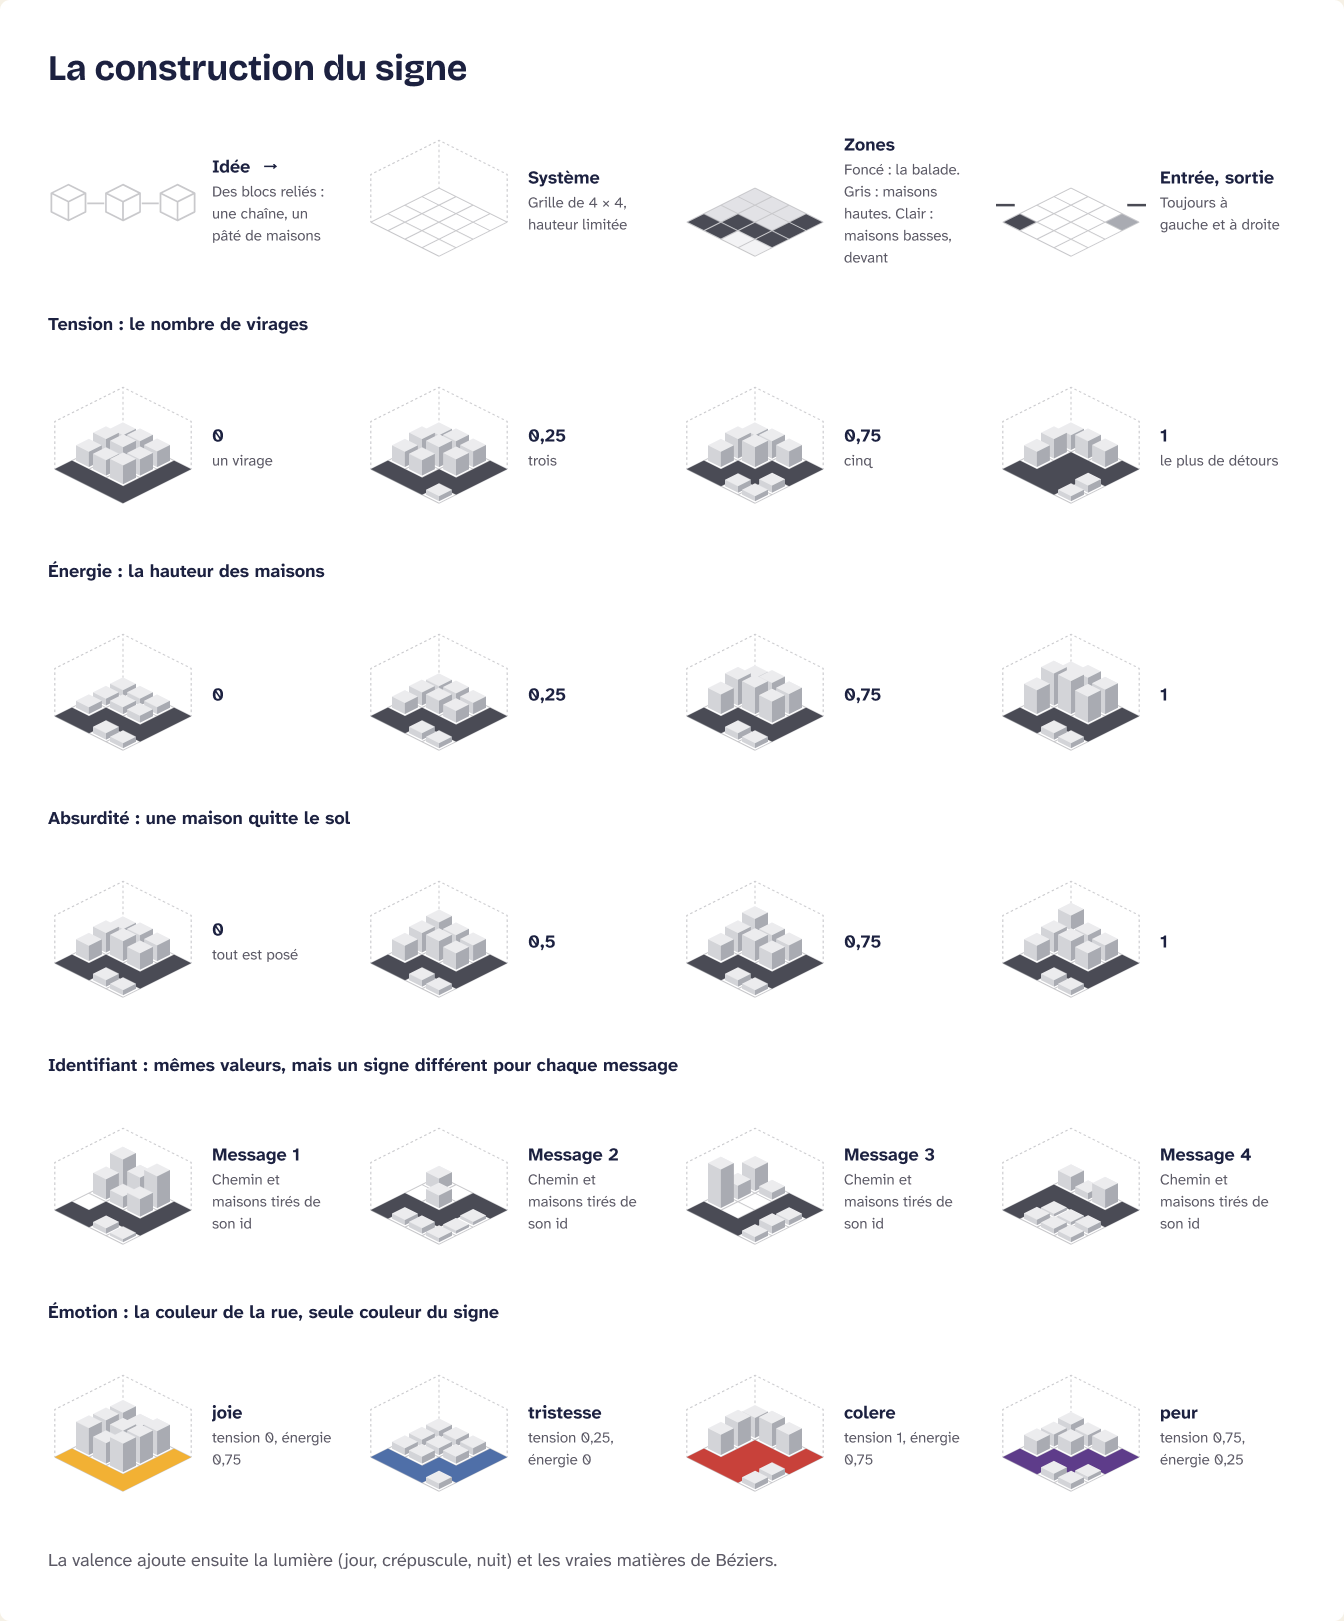 La construction du signe
Idée →
Des blocs reliés :
une chaîne, un
pâté de maisons
Système
Grille de 4 × 4,
hauteur limitée
Zones
Foncé : la balade.
Gris : maisons
hautes. Clair :
maisons basses,
devant
Entrée, sortie
Toujours à
gauche et à droite
Tension : le nombre de virages
0
un virage
0,25
trois
0,75
cinq
1
le plus de détours
Énergie : la hauteur des maisons
0
0,25
0,75
1
Absurdité : une maison quitte le sol
0
tout est posé
0,5
0,75
1
Identifiant : mêmes valeurs, mais un signe différent pour chaque message
Message 1
Chemin et
maisons tirés de
son id
Message 2
Chemin et
maisons tirés de
son id
Message 3
Chemin et
maisons tirés de
son id
Message 4
Chemin et
maisons tirés de
son id
Émotion : la couleur de la rue, seule couleur du signe
joie
tension 0, énergie
0,75
tristesse
tension 0,25,
énergie 0
colere
tension 1, énergie
0,75
peur
tension 0,75,
énergie 0,25
La valence ajoute ensuite la lumière (jour, crépuscule, nuit) et les vraies matières de Béziers.